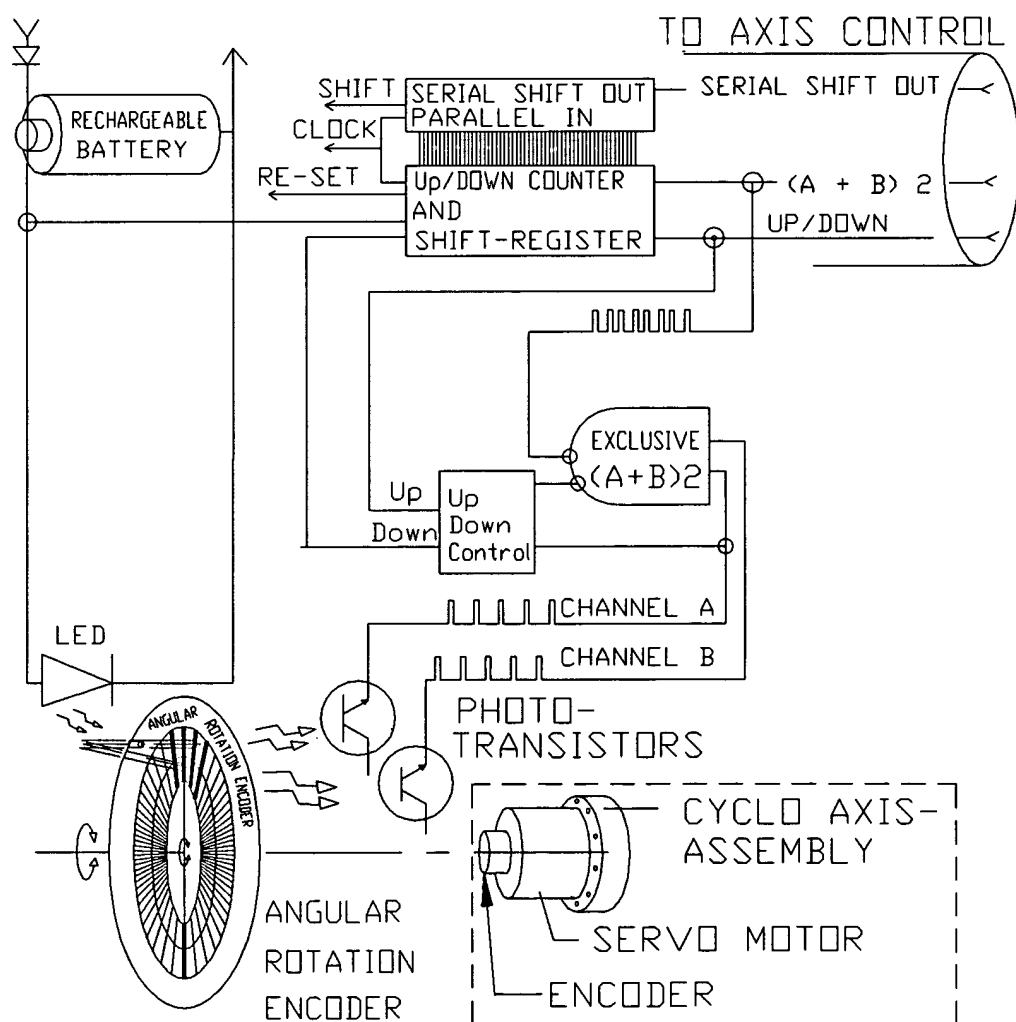 TO AXIS CONTROL
SHIFT
SERIAL SHIFT OUT
PARALLEL IN
SERIAL SHIFT OUT
RECHARGEABLE
BATTERY
CLOCK
RE-SET
Up/DOWN COUNTER
AND
SHIFT-REGISTER
(A + B) 2
UP/DOWN
EXCLUSIVE
(A+B)2
Up
Down
Up
Down
Control
LED
CHANNEL A
CHANNEL B
PHOTO-
TRANSISTORS
ANGULAR ROTATION ENCODER
CYCLO AXIS-
ASSEMBLY
SERVO MOTOR
ENCODER
ANGULAR
ROTATION
ENCODER